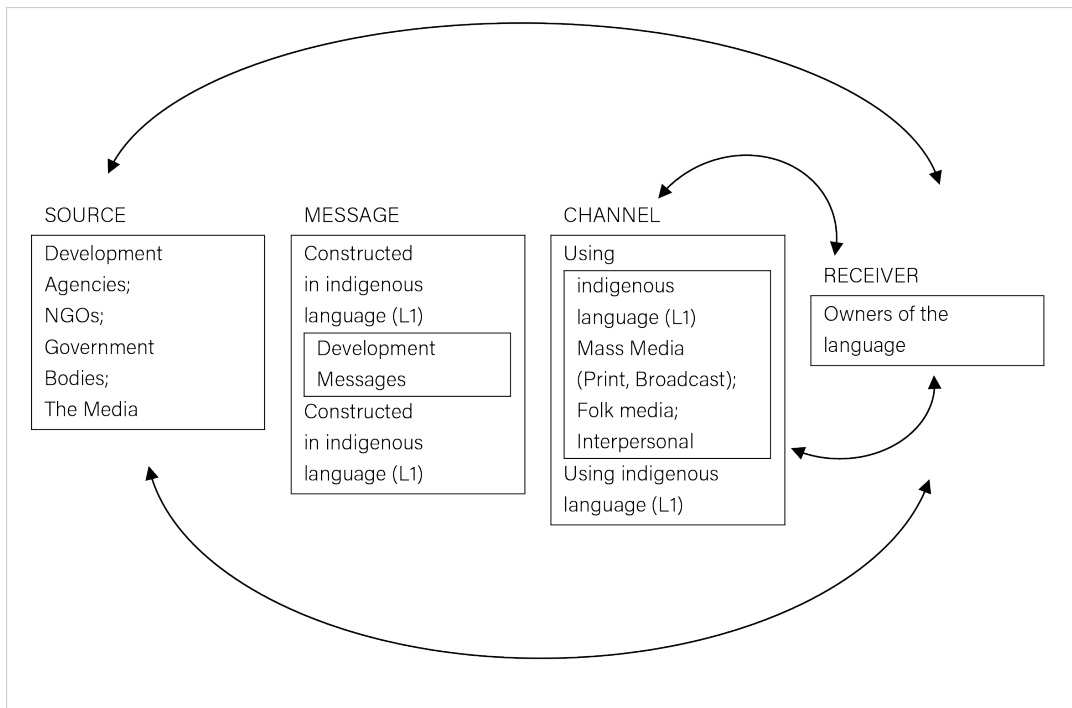 SOURCE
Development
Agencies;
NGOs;
Government
Bodies;
The Media
MESSAGE
Constructed
in indigenous
language (L1)
Development
Messages
Constructed
in indigenous
language (L1)
CHANNEL
Using
indigenous
language (L1)
Mass Media
(Print, Broadcast);
Folk media;
Interpersonal
Using indigenous
language (L1)
RECEIVER
Owners of the
language